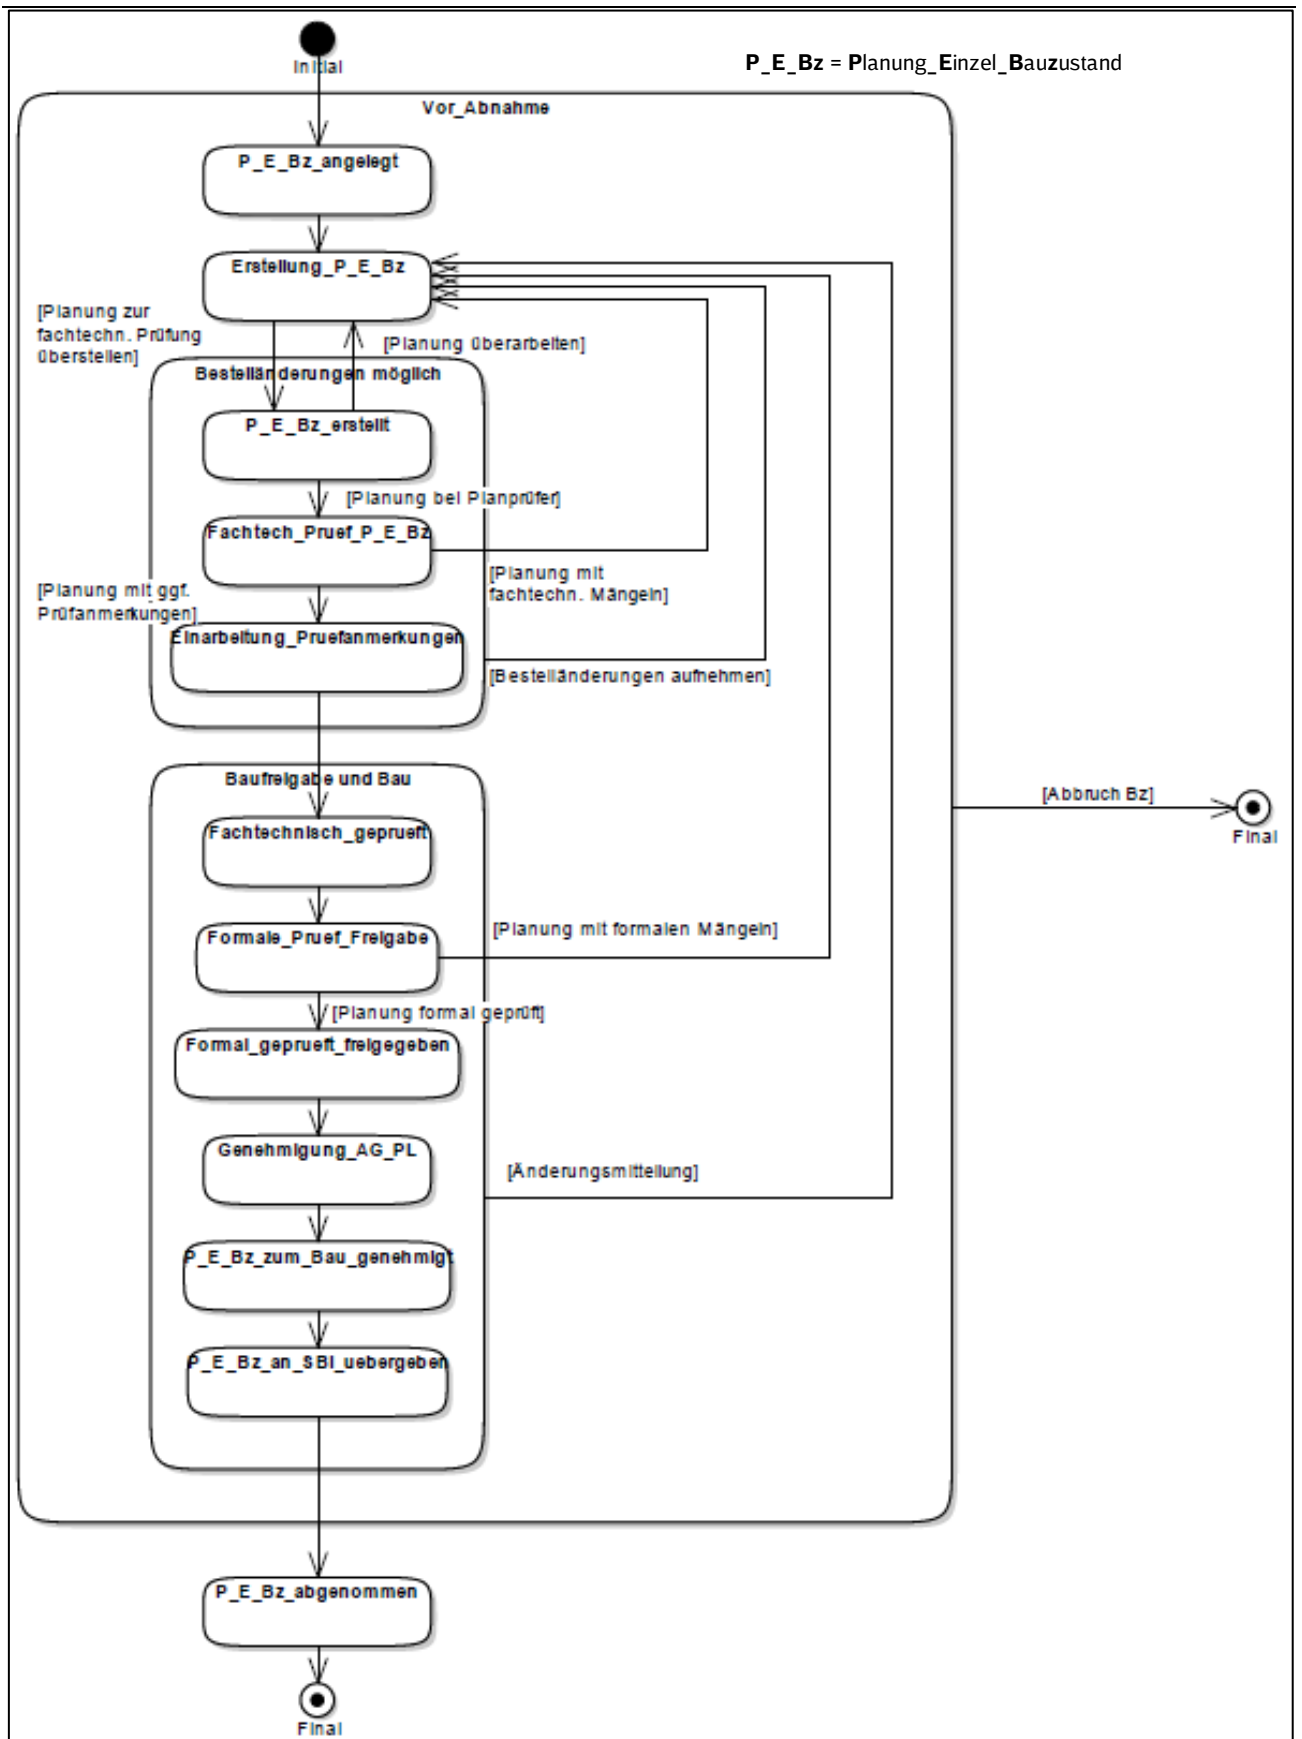 Initial
P_E_Bz = Planung_Einzel_Bauzustand
Vor_Abnahme
P_E_Bz_angelegt
Erstellung_P_E_Bz
[Planung zur
fachtechn. Prüfung
überstellen]
[Planung überarbeiten]
Bestelländerungen möglich
P_E_Bz_erstellt
[Planung bei Planprüfer]
Fachtech_Pruef_P_E_Bz
[Planung mit
fachtechn. Mängeln]
[Planung mit ggf.
Prüfanmerkungen]
Einarbeitung_Pruefanmerkungen
[Bestelländerungen aufnehmen]
Baufreigabe und Bau
[Abbruch Bz]
Final
Fachtechnisch_geprueft
Formale_Pruef_Freigabe
[Planung mit formalen Mängeln]
[Planung formal geprüft]
Formal_geprueft_freigegeben
Genehmigung_AG_PL
[Änderungsmitteilung]
P_E_Bz_zum_Bau_genehmigt
P_E_Bz_an_SBI_uebergeben
P_E_Bz_abgenommen
Final